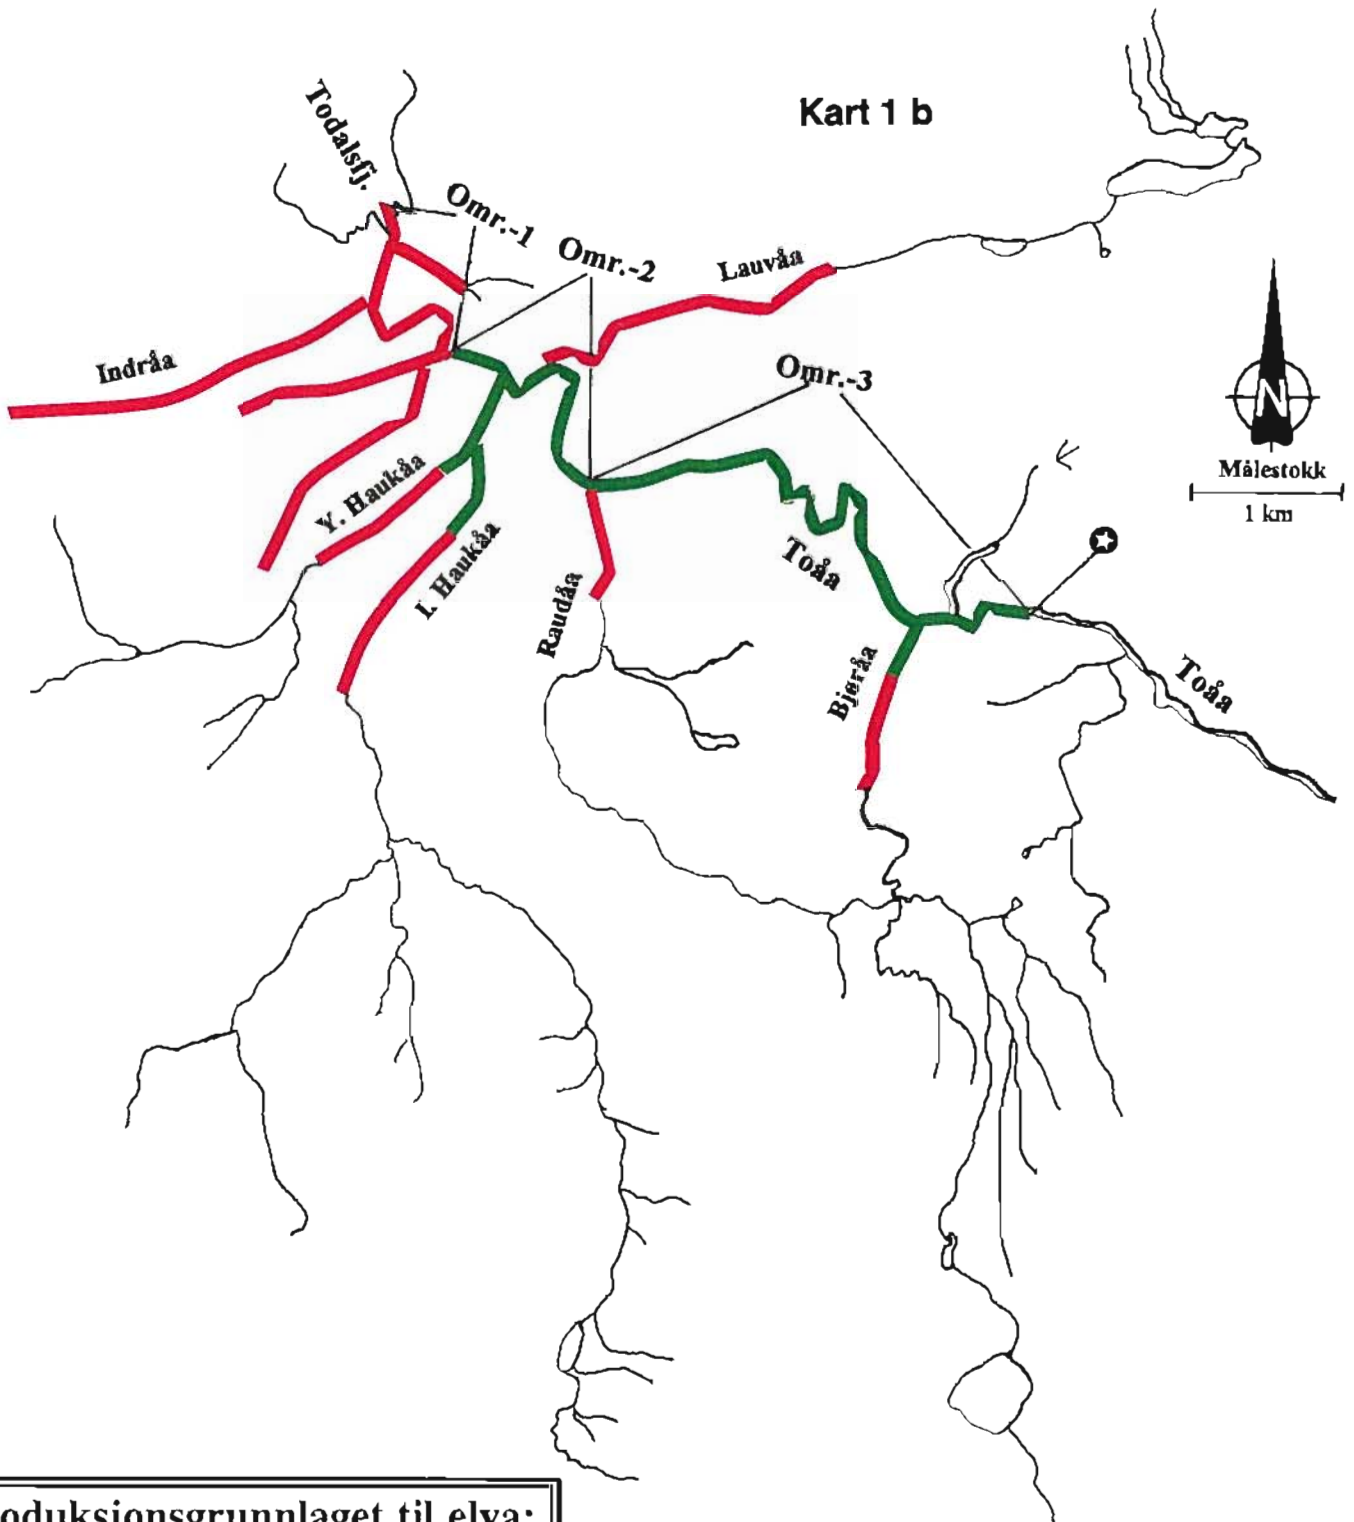 Kart 1 b
Todalsfj.
Omr.-1
Omr.-2
Lauvåa
Indråa
Omr.-3
N
Målestokk
1 km
Y. Haukåa
I. Haukåa
Raudåa
Toåa
Bjøråa
Toåa
oduksjonsgrunnlaget til elva: